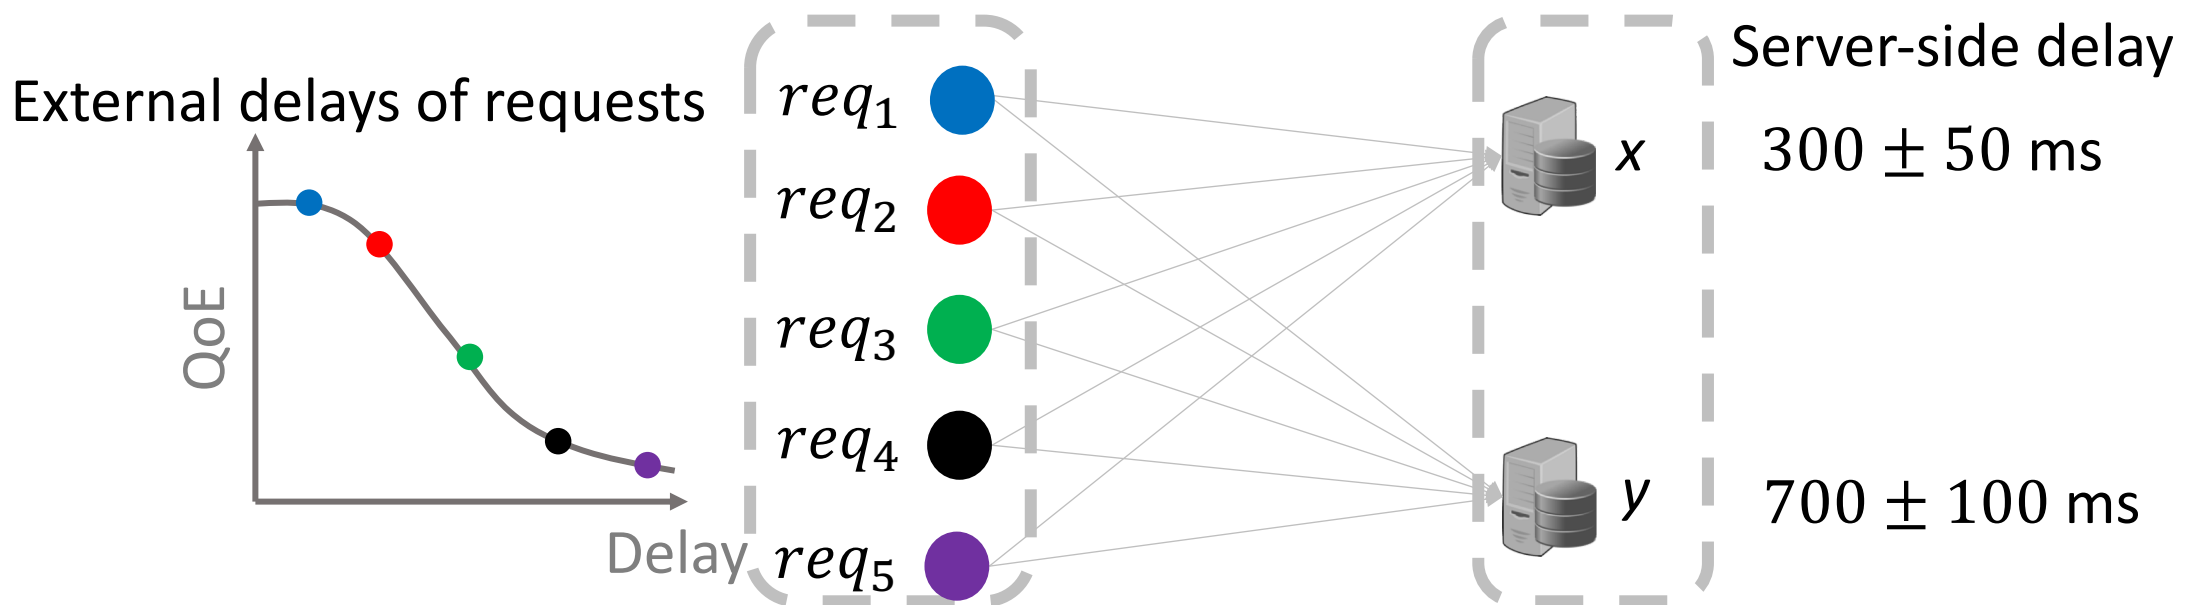 External delays of requests
QoE
Delay
req₁
req₂
req₃
req₄
req₅
x
y
Server-side delay
300 ± 50 ms
700 ± 100 ms